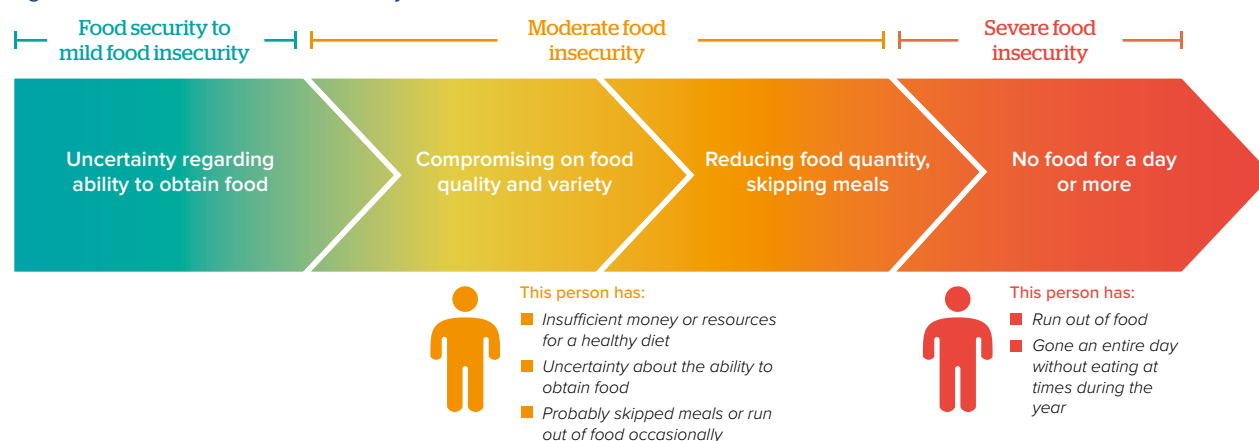 Food security to
mild food insecurity
Moderate food
insecurity
Severe food
insecurity
Uncertainty regarding
ability to obtain food
Compromising on food
quality and variety
Reducing food quantity,
skipping meals
No food for a day
or more
This person has:
Insufficient money or resources
for a healthy diet
Uncertainty about the ability to
obtain food
Probably skipped meals or run
out of food occasionally
This person has:
Run out of food
Gone an entire day
without eating at
times during the
year